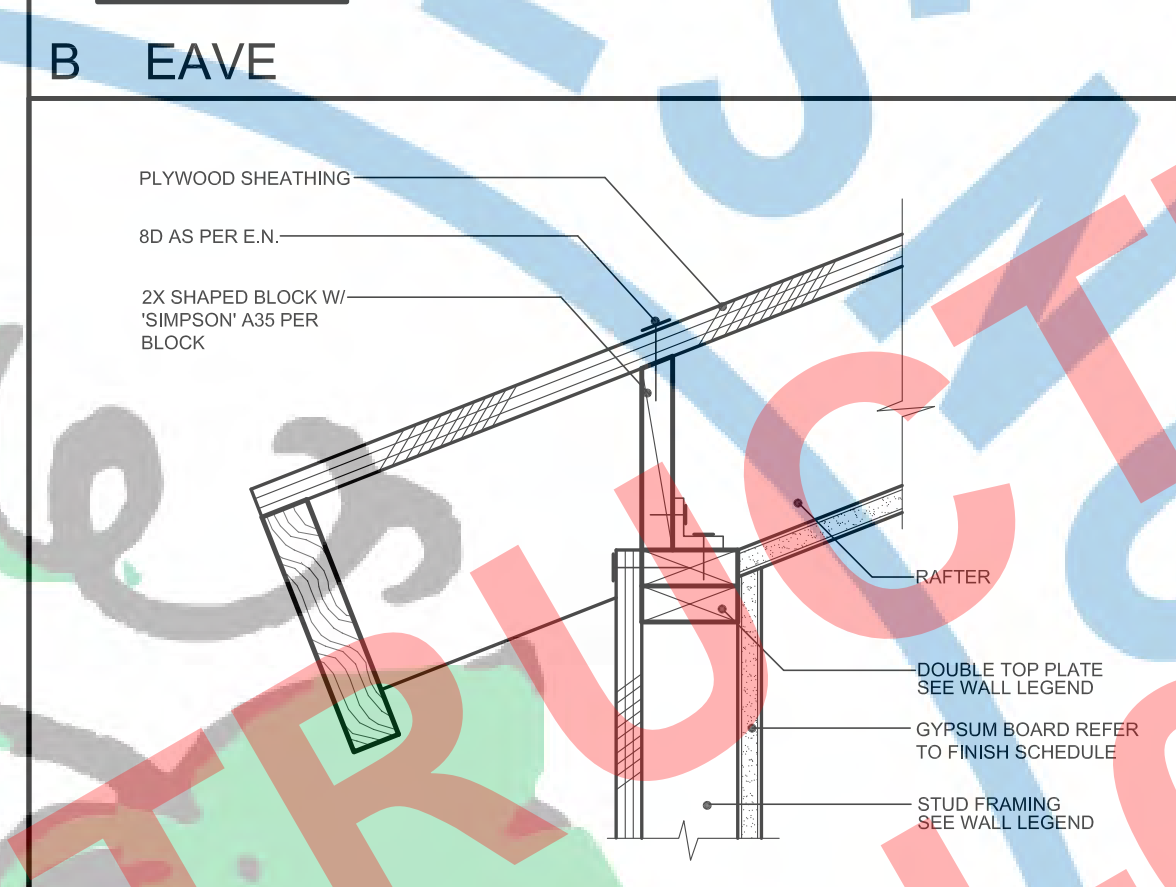 B EAVE
PLYWOOD SHEATHING
8D AS PER E.N.
2X SHAPED BLOCK W/
'SIMPSON' A35 PER
BLOCK
RAFTER
DOUBLE TOP PLATE
SEE WALL LEGEND
GYPSUM BOARD REFER
TO FINISH SCHEDULE
STUD FRAMING
SEE WALL LEGEND